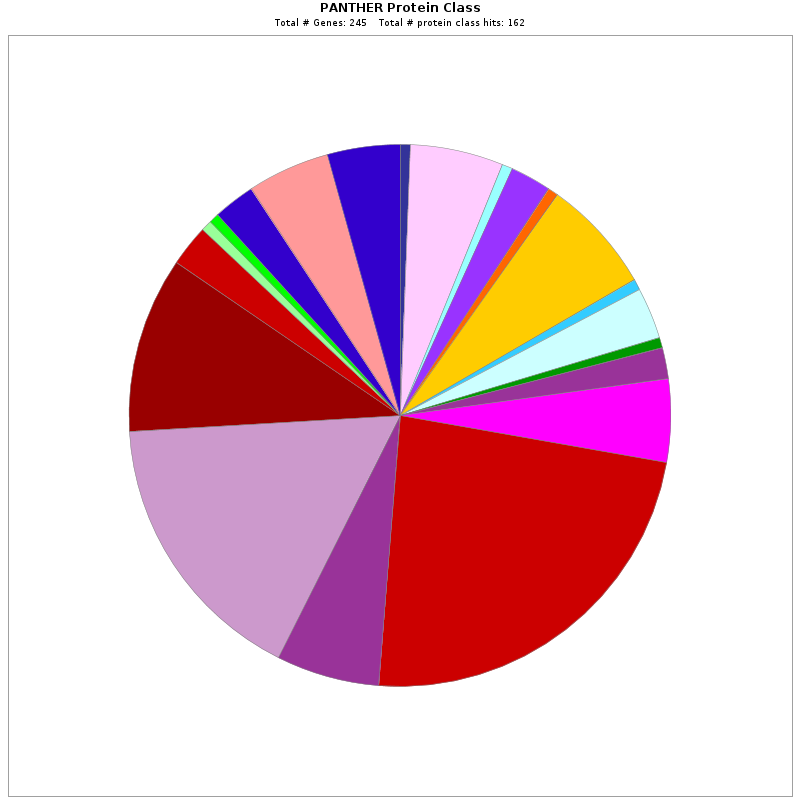 PANTHER Protein Class
Total # Genes: 245 Total # protein class hits: 162